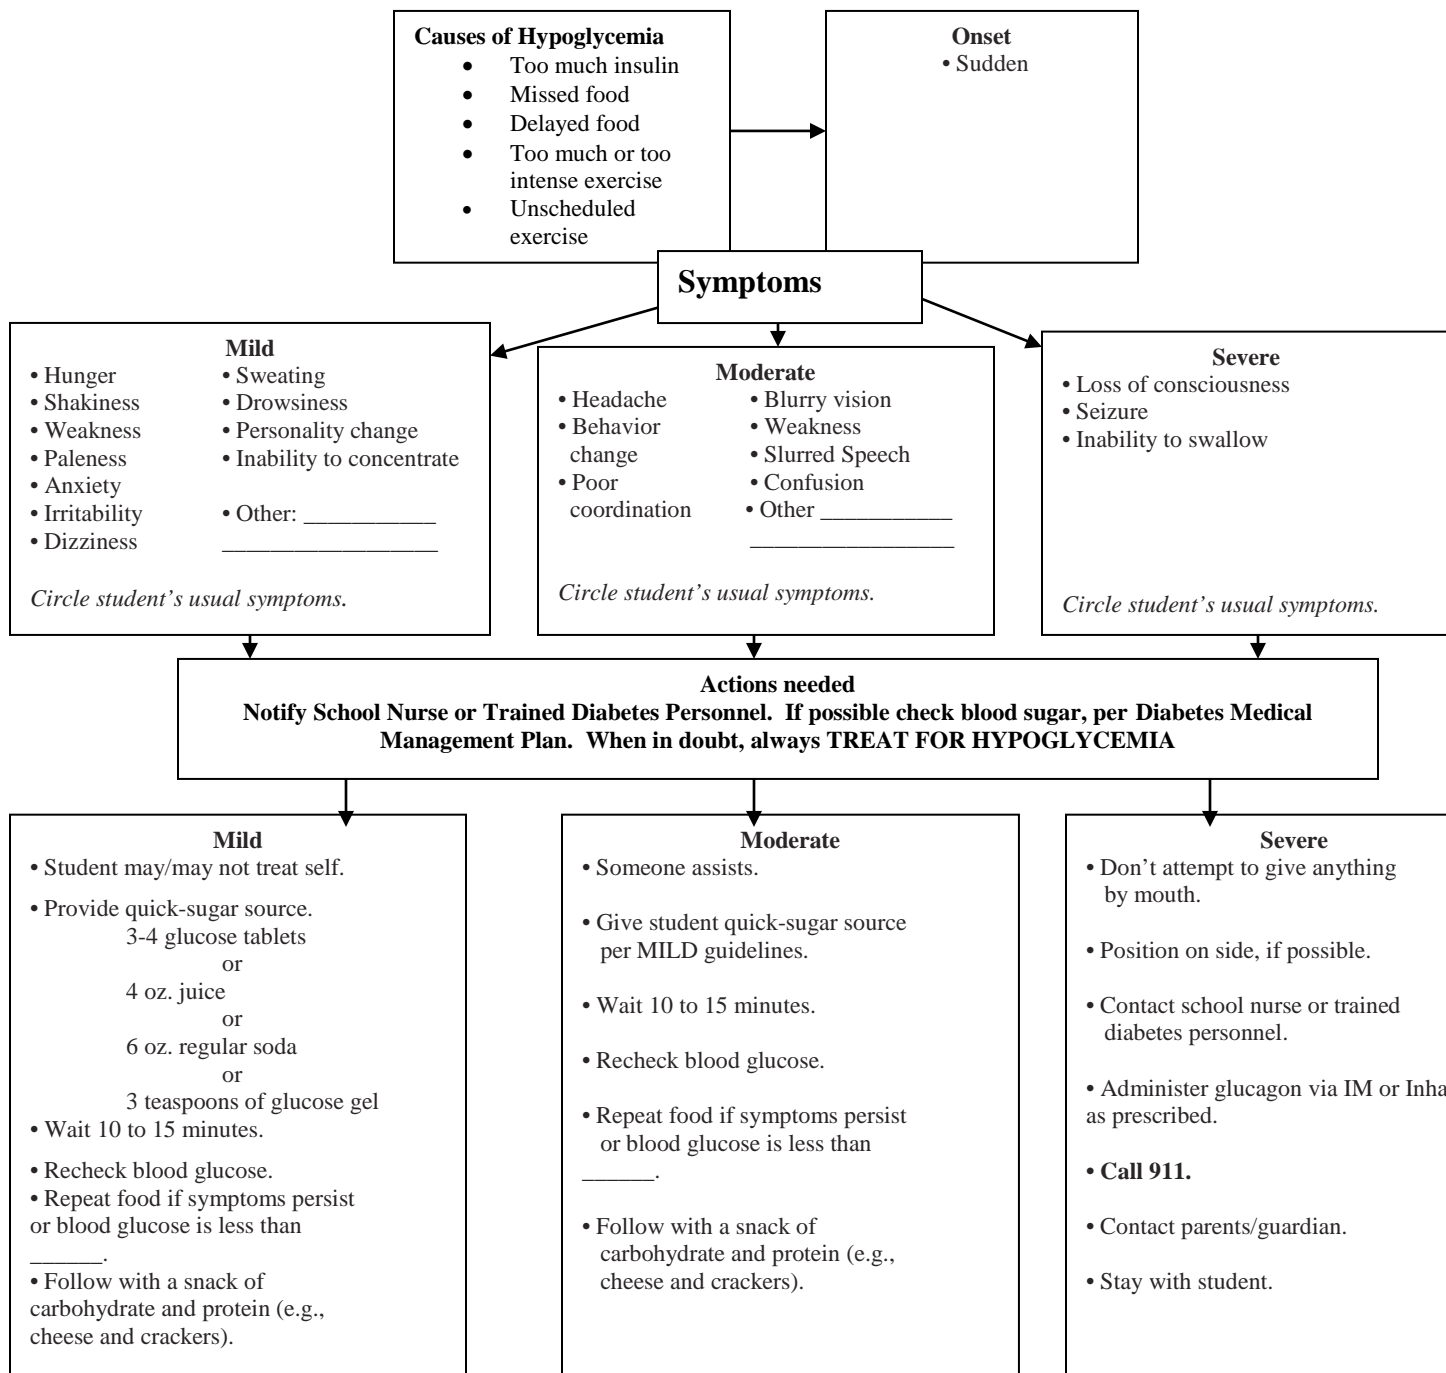 Causes of Hypoglycemia
• Too much insulin
• Missed food
• Delayed food
• Too much or too
intense exercise
• Unscheduled
exercise
Onset
• Sudden
Symptoms
Mild
• Hunger
• Shakiness
• Weakness
• Paleness
• Anxiety
• Irritability
• Dizziness
• Sweating
• Drowsiness
• Personality change
• Inability to concentrate
• Other: ___________
__________________
Circle student’s usual symptoms.
Moderate
• Headache
• Behavior
change
• Poor
coordination
• Blurry vision
• Weakness
• Slurred Speech
• Confusion
• Other ___________
_________________
Circle student’s usual symptoms.
Severe
• Loss of consciousness
• Seizure
• Inability to swallow
Circle student’s usual symptoms.
Actions needed
Notify School Nurse or Trained Diabetes Personnel. If possible check blood sugar, per Diabetes Medical
Management Plan. When in doubt, always TREAT FOR HYPOGLYCEMIA
Mild
• Student may/may not treat self.
• Provide quick-sugar source.
3-4 glucose tablets
or
4 oz. juice
or
6 oz. regular soda
or
3 teaspoons of glucose gel
• Wait 10 to 15 minutes.
• Recheck blood glucose.
• Repeat food if symptoms persist
or blood glucose is less than
______.
• Follow with a snack of
carbohydrate and protein (e.g.,
cheese and crackers).
Moderate
• Someone assists.
• Give student quick-sugar source
per MILD guidelines.
• Wait 10 to 15 minutes.
• Recheck blood glucose.
• Repeat food if symptoms persist
or blood glucose is less than
______.
• Follow with a snack of
carbohydrate and protein (e.g.,
cheese and crackers).
Severe
• Don’t attempt to give anything
by mouth.
• Position on side, if possible.
• Contact school nurse or trained
diabetes personnel.
• Administer glucagon via IM or
as prescribed.
• Call 911.
• Contact parents/guardian.
• Stay with student.